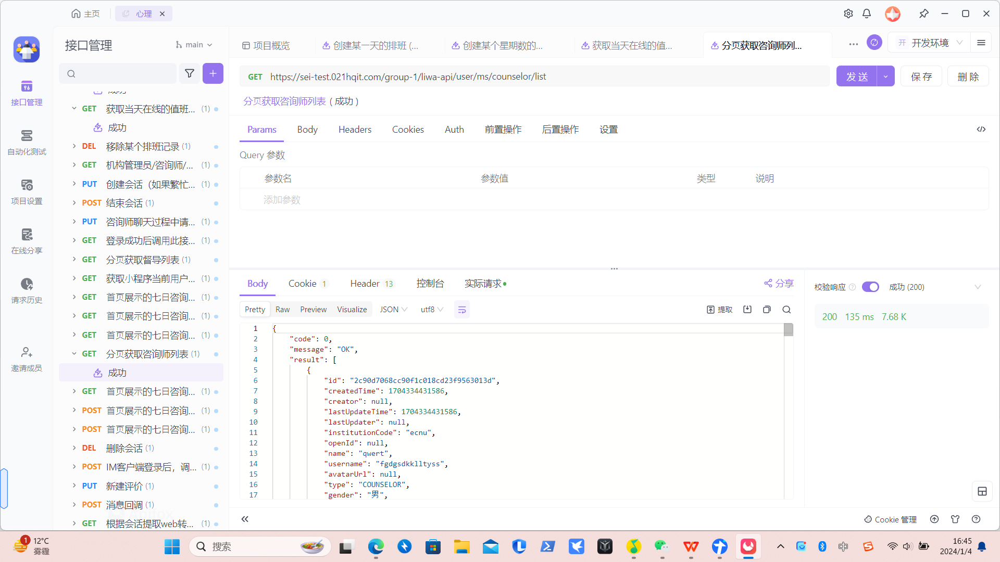 主页
心理
接口管理
main
项目概览
创建某一天的排班 (...
创建某个星期数的...
获取当天在线的值...
分页获取咨询师列...
开 开发环境
接口管理
自动化测试
项目设置
在线分享
请求历史
邀请成员
GET 获取当天在线的值班... (1)
成功
DEL 移除某个排班记录 (1)
GET 机构管理员/咨询师/... (1)
PUT 创建会话（如果繁忙... (1)
POST 结束会话 (1)
PUT 咨询师聊天过程中请... (1)
GET 登录成功后调用此接... (1)
GET 分页获取督导列表 (1)
GET 获取小程序当前用户... (1)
GET 首页展示的七日咨询... (1)
GET 首页展示的七日咨询... (1)
GET 首页展示的七日咨询... (1)
GET 分页获取咨询师列表 (1)
成功
GET 首页展示的七日咨询... (1)
POST 首页展示的七日咨询... (1)
POST 首页展示的七日咨询... (1)
DEL 删除会话 (1)
POST IM客户端登录后，调... (1)
PUT 新建评价 (1)
POST 消息回调 (1)
GET 根据会话提取web转... (1)
GET https://sei-test.021hqit.com/group-1/liwa-api/user/ms/counselor/list
发 送
保 存
删 除
分页获取咨询师列表 ( 成功 )
Params Body Headers Cookies Auth 前置操作 后置操作 设置
Query 参数
参数名 参数值 类型 说明
添加参数
Body Cookie 1 Header 13 控制台 实际请求
分享
Pretty Raw Preview Visualize JSON utf8
提取
1 {
2 "code": 0,
3 "message": "OK",
4 "result": [
5 {
6 "id": "2c90d7068cc90f1c018cd23f9563013d",
7 "createdTime": 1704334431586,
8 "creator": null,
9 "lastUpdateTime": 1704334431586,
10 "lastUpdater": null,
11 "institutionCode": "ecnu",
12 "openId": null,
13 "name": "qwert",
14 "username": "fgdgsdkklltyss",
15 "avatarUrl": null,
16 "type": "COUNSELOR",
17 "gender": "男",
校验响应 成功 (200)
200 135 ms 7.68 K
Cookie 管理
1
12°C
雾霾
搜索
中
16:45
2024/1/4